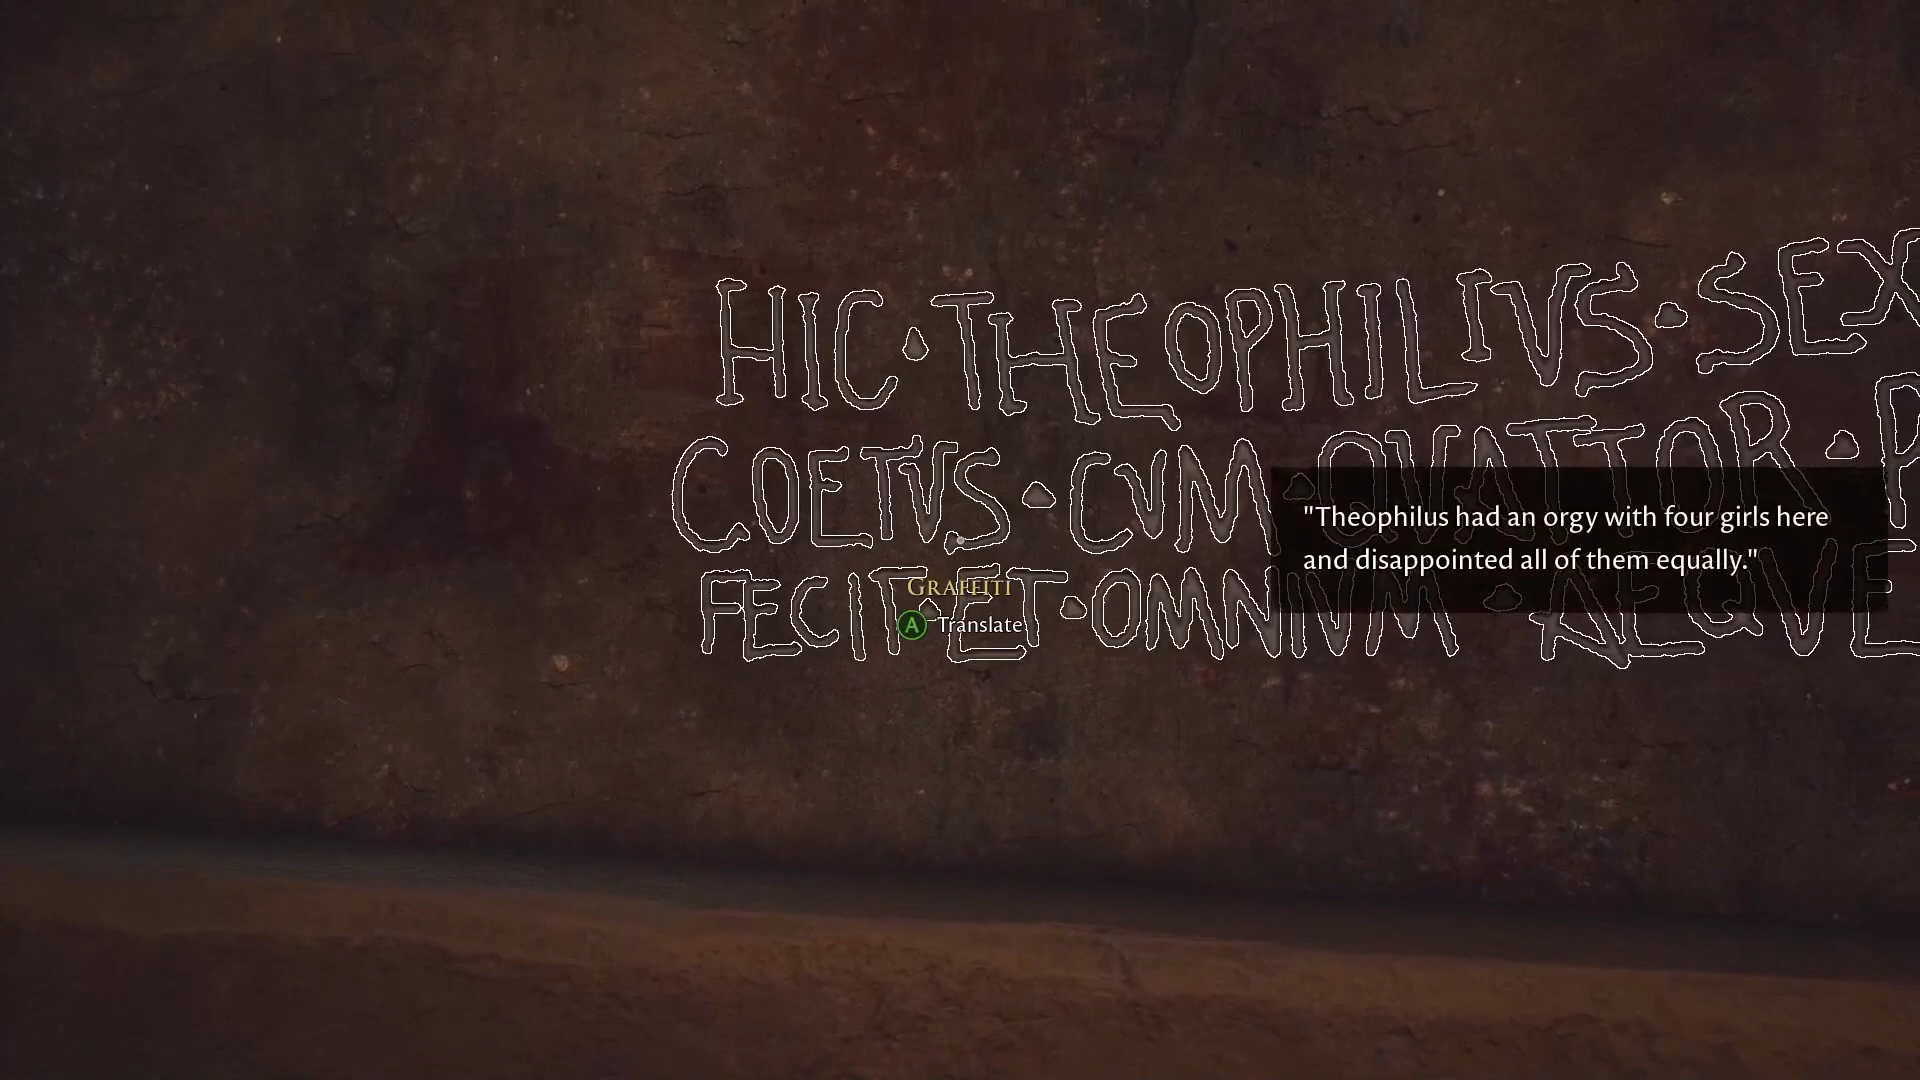 HIC · THEOPHILIVS · SEX
COETVS · CVM · QVATTOR ·
FECIT · ET · OMNIVM · AEQVE
"Theophilus had an orgy with four girls here
and disappointed all of them equally."
GRAFFITI
A Translate